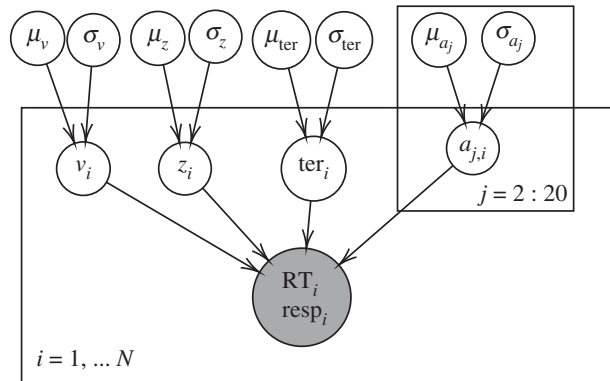 μ_v σ_v μ_z σ_z μ_ter σ_ter μ_{a_j} σ_{a_j}
v_i z_i ter_i a_{j,i}
j = 2 : 20
RT_i
resp_i
i = 1, ... N